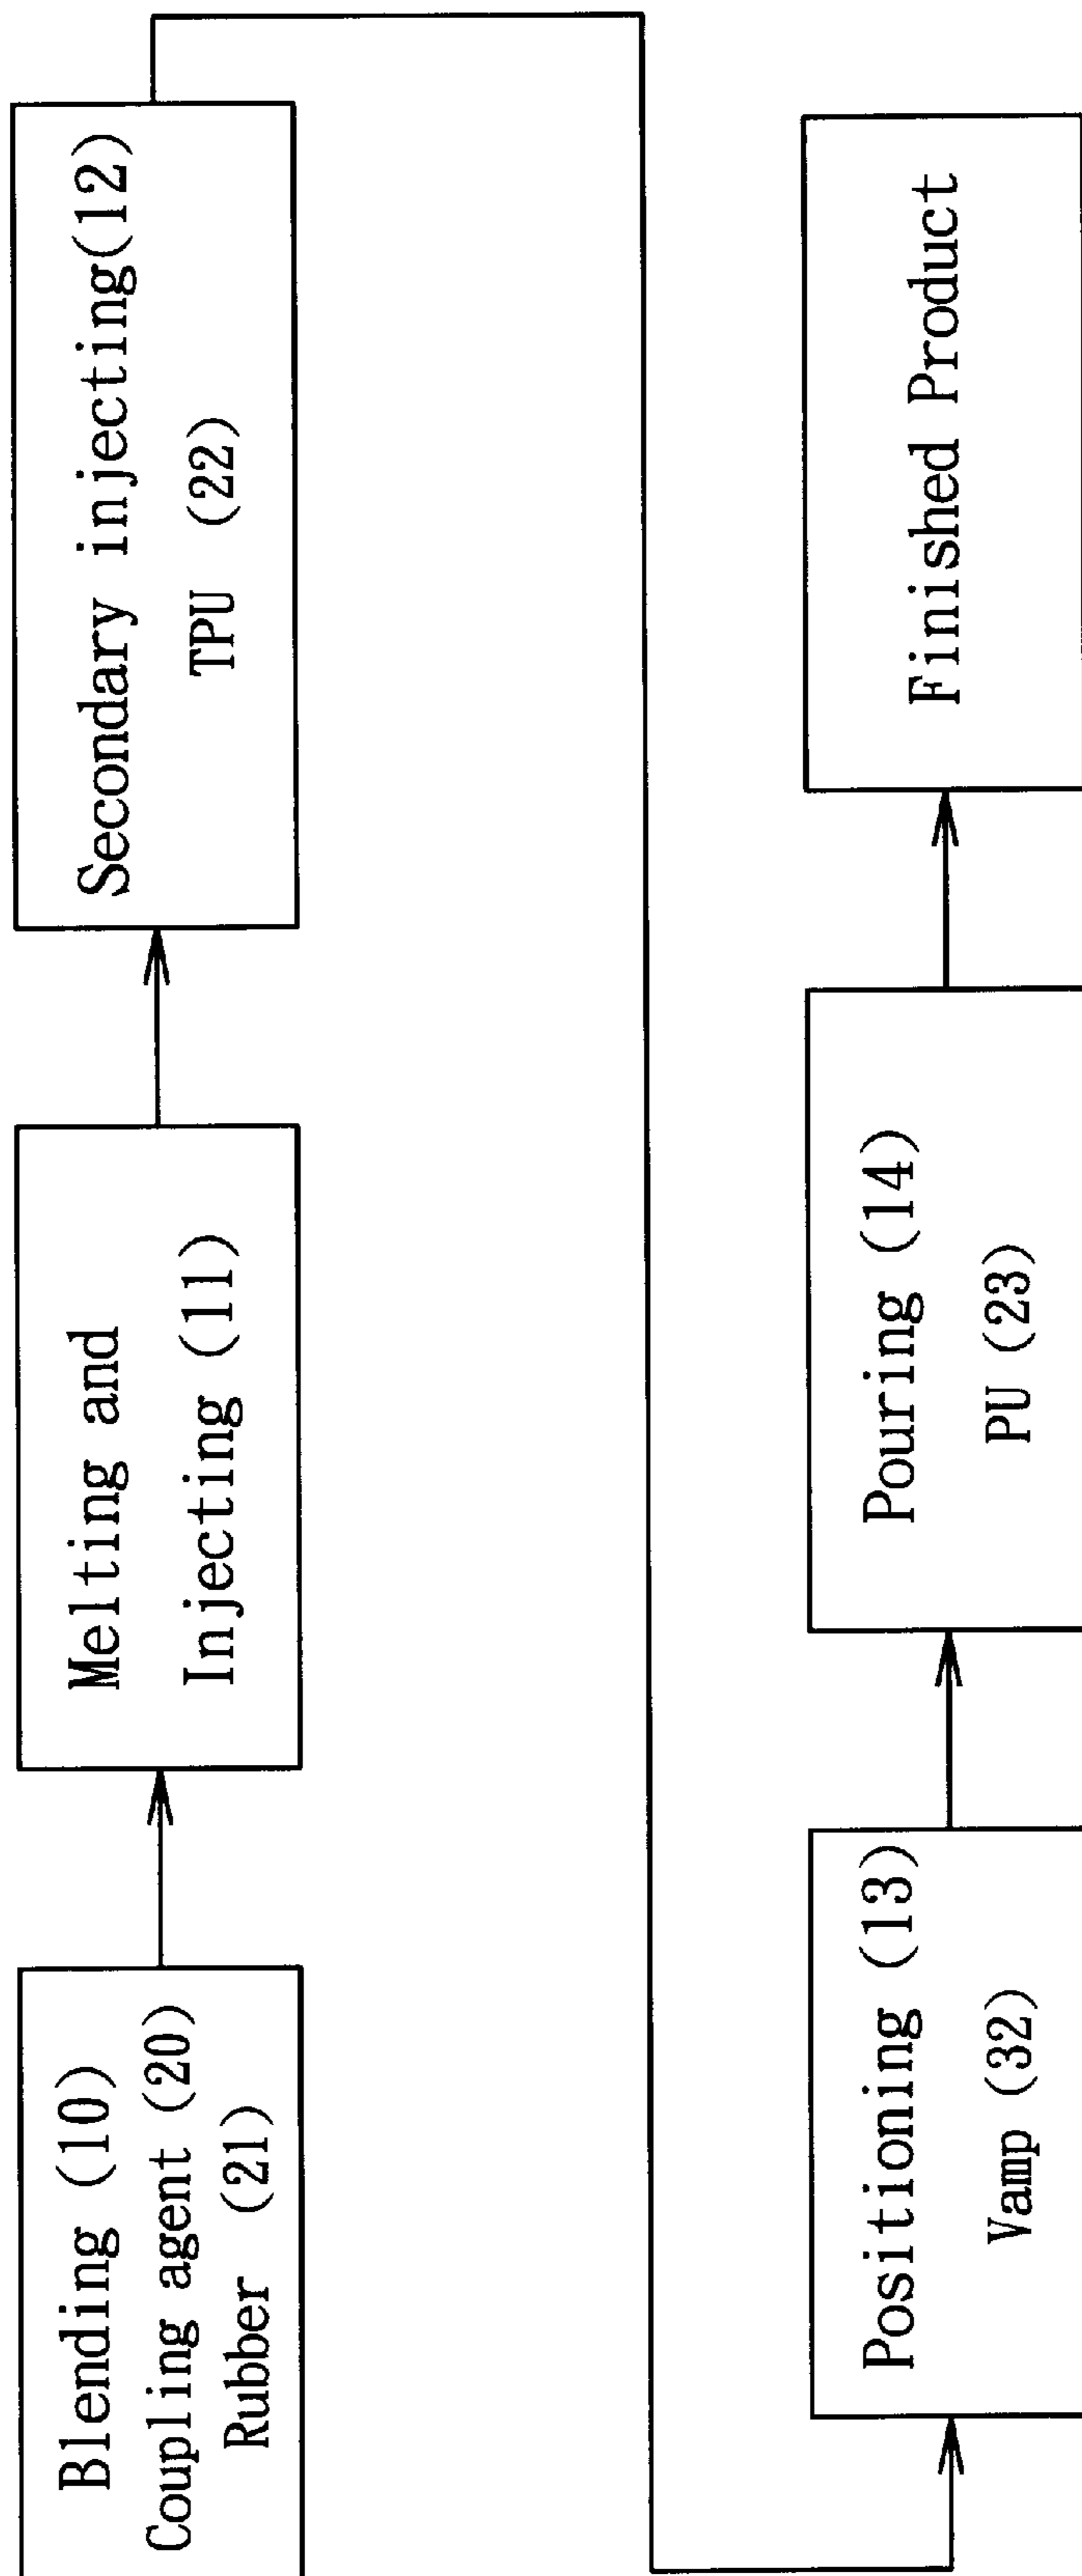 Blending (10)
Coupling agent (20)
Rubber (21)
Melting and
Injecting (11)
Secondary injecting(12)
TPU (22)
Positioning (13)
Vamp (32)
Pouring (14)
PU (23)
Finished Product